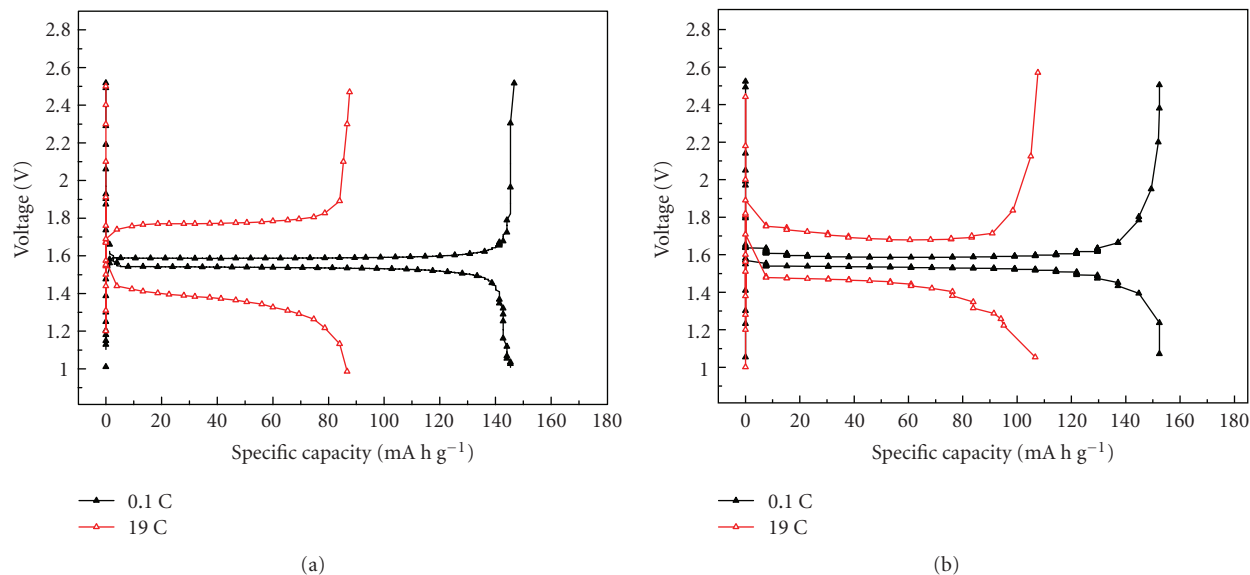 2.8
2.6
2.4
2.2
2
1.8
1.6
1.4
1.2
1
Voltage (V)
0 20 40 60 80 100 120 140 160 180
Specific capacity (mA h g−1)
0.1 C
19 C
(a)
2.8
2.6
2.4
2.2
2
1.8
1.6
1.4
1.2
1
Voltage (V)
0 20 40 60 80 100 120 140 160 180
Specific capacity (mA h g−1)
0.1 C
19 C
(b)